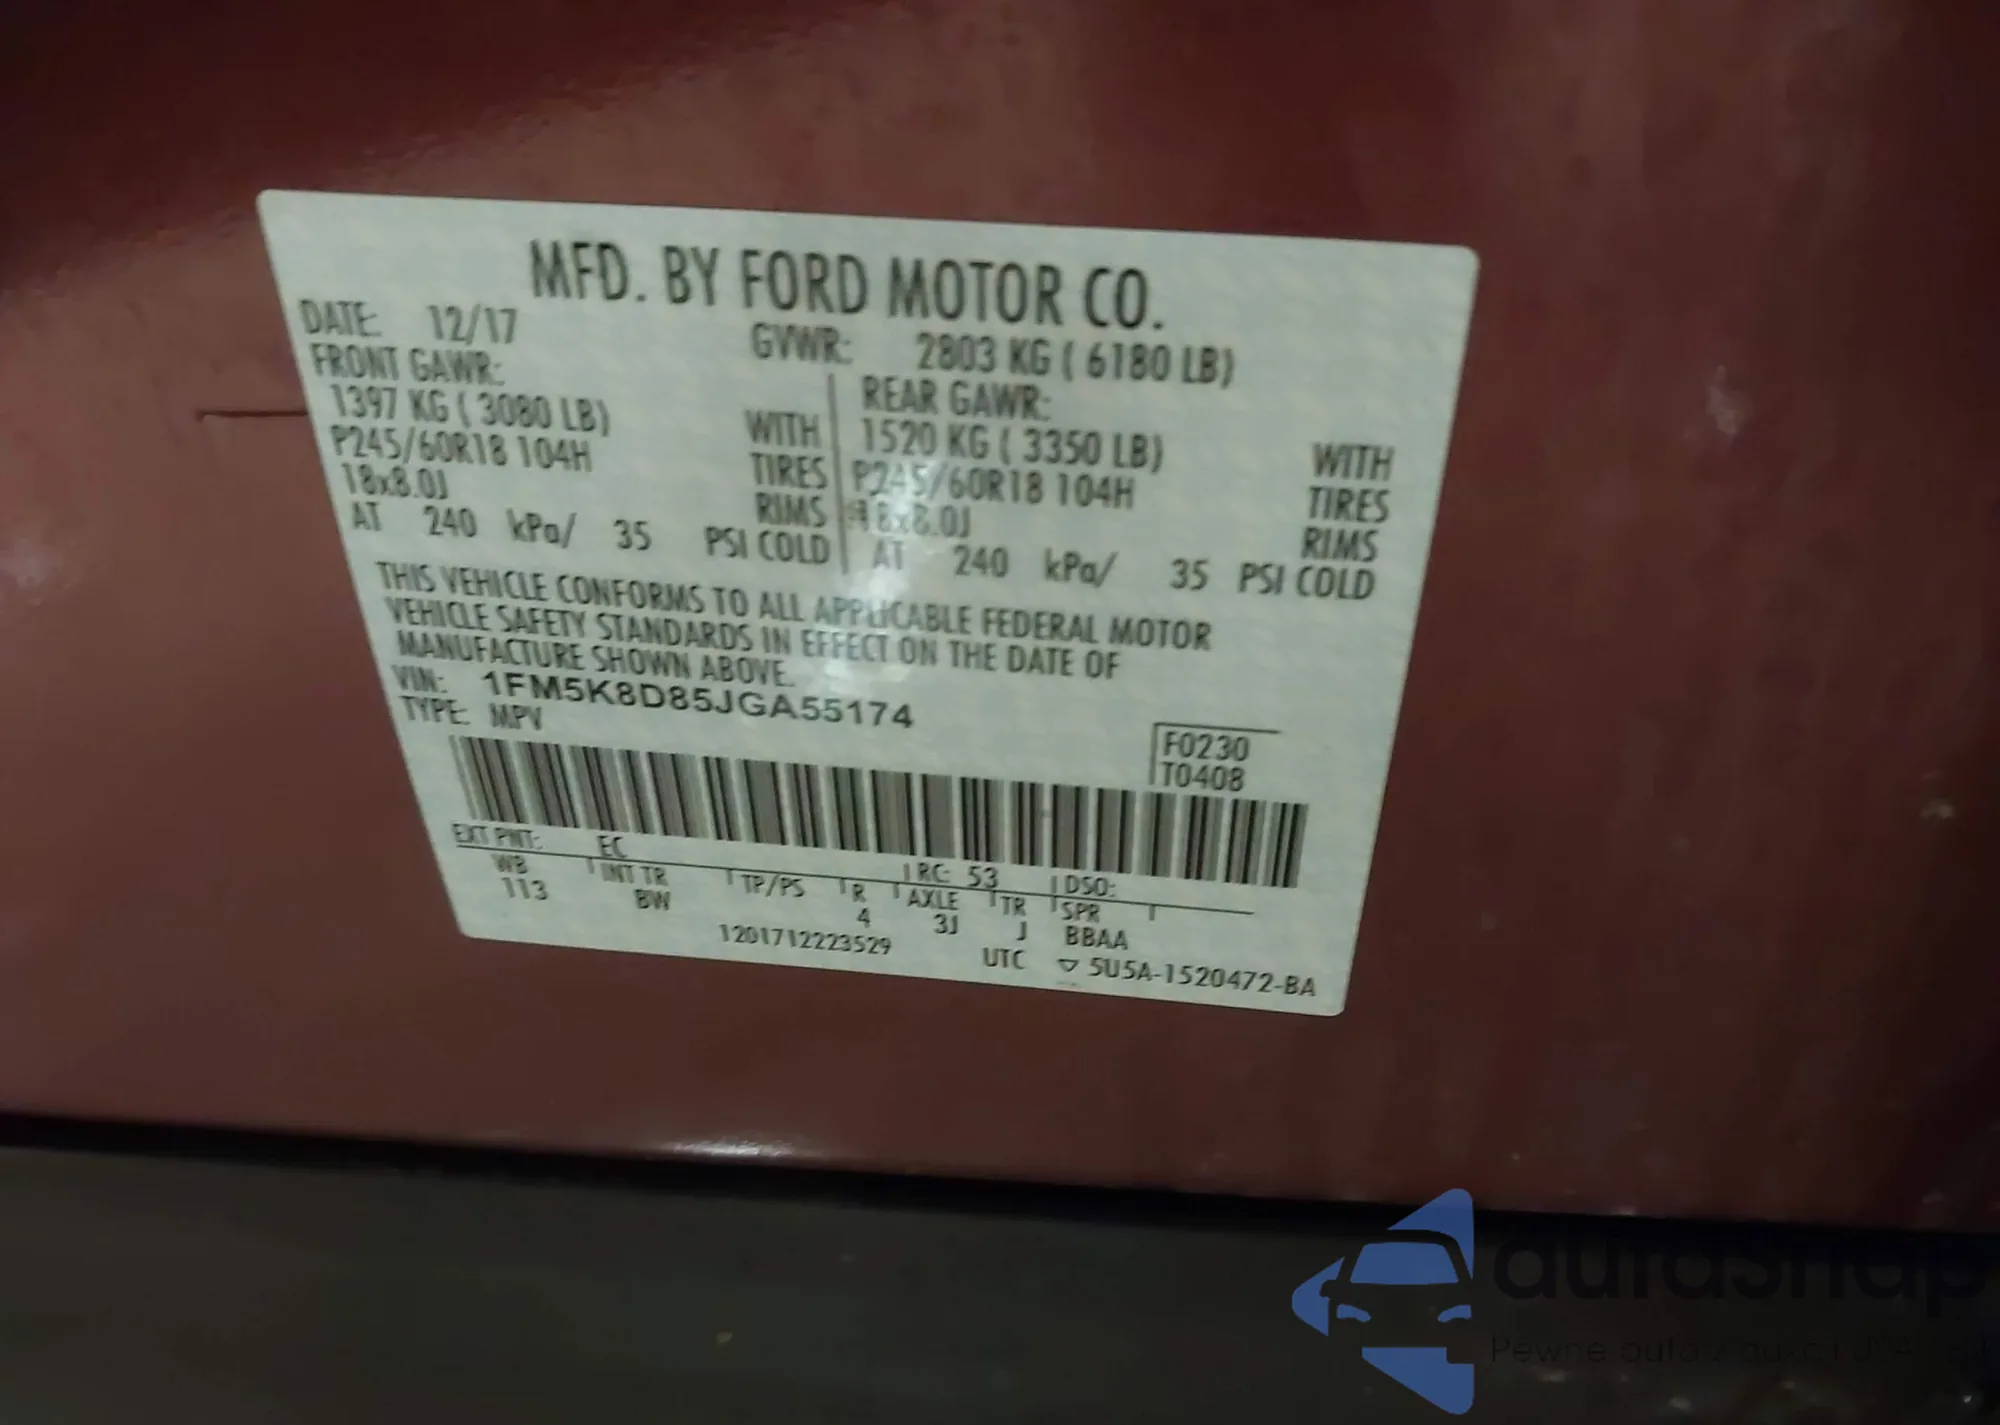 MFD. BY FORD MOTOR CO.
DATE: 12/17 GVWR: 2803 KG ( 6180 LB)
FRONT GAWR: REAR GAWR:
1397 KG ( 3080 LB) WITH 1520 KG ( 3350 LB) WITH
P245/60R18 104H TIRES P245/60R18 104H TIRES
18x8.0J RIMS 18x8.0J RIMS
AT 240 kPa/ 35 PSI COLD AT 240 kPa/ 35 PSI COLD
THIS VEHICLE CONFORMS TO ALL APPLICABLE FEDERAL MOTOR
VEHICLE SAFETY STANDARDS IN EFFECT ON THE DATE OF
MANUFACTURE SHOWN ABOVE.
VIN: 1FM5K8D85JGA55174
TYPE: MPV
F0230
T0408
EXT PNT: EC RC: 53 DSO:
WB INT TR TP/PS R AXLE TR SPR
113 BW 4 3J J BBAA
1201712223529 UTC ▽ 5U5A-1520472-BA
autasnap
Pewne auta z aukcji USA